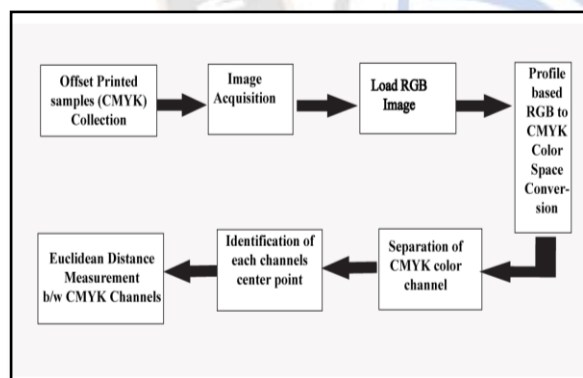 Offset Printed
samples (CMYK)
Collection
Image
Acquisition
Load RGB
Image
Profile
based
RGB to
CMYK
Color
Space
Conver-
sion
Separation of
CMYK color
channel
Identification of
each channels
center point
Euclidean Distance
Measurement
b/w CMYK Channels